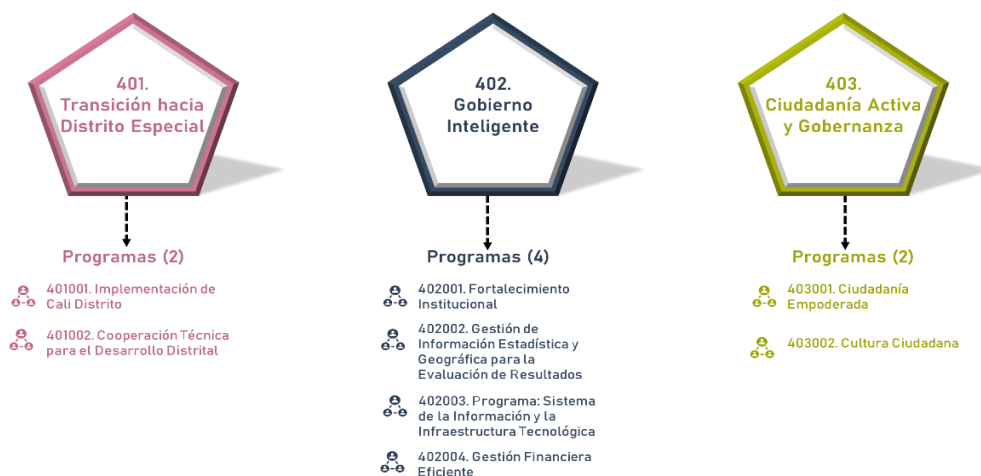 401.
Transición hacia
Distrito Especial
Programas (2)
401001. Implementación de
Cali Distrito
401002. Cooperación Técnica
para el Desarrollo Distrital
402.
Gobierno
Inteligente
Programas (4)
402001. Fortalecimiento
Institucional
402002. Gestión de
Información Estadística y
Geográfica para la
Evaluación de Resultados
402003. Programa: Sistema
de la Información y la
Infraestructura Tecnológica
402004. Gestión Financiera
Eficiente
403.
Ciudadanía Activa
y Gobernanza
Programas (2)
403001. Ciudadanía
Empoderada
403002. Cultura Ciudadana